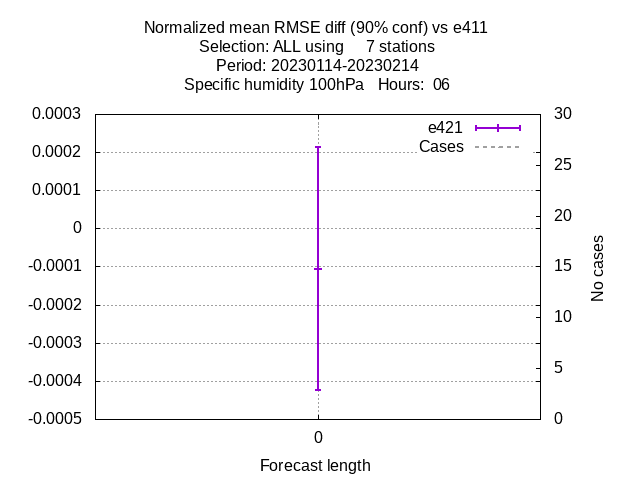 Normalized mean RMSE diff (90% conf) vs e411
Selection: ALL using     7 stations
Period: 20230114-20230214
Specific humidity 100hPa   Hours:  06
0.0003
0.0002
0.0001
0
-0.0001
-0.0002
-0.0003
-0.0004
-0.0005
e421
Cases
30
25
20
15
10
5
0
No cases
0
Forecast length